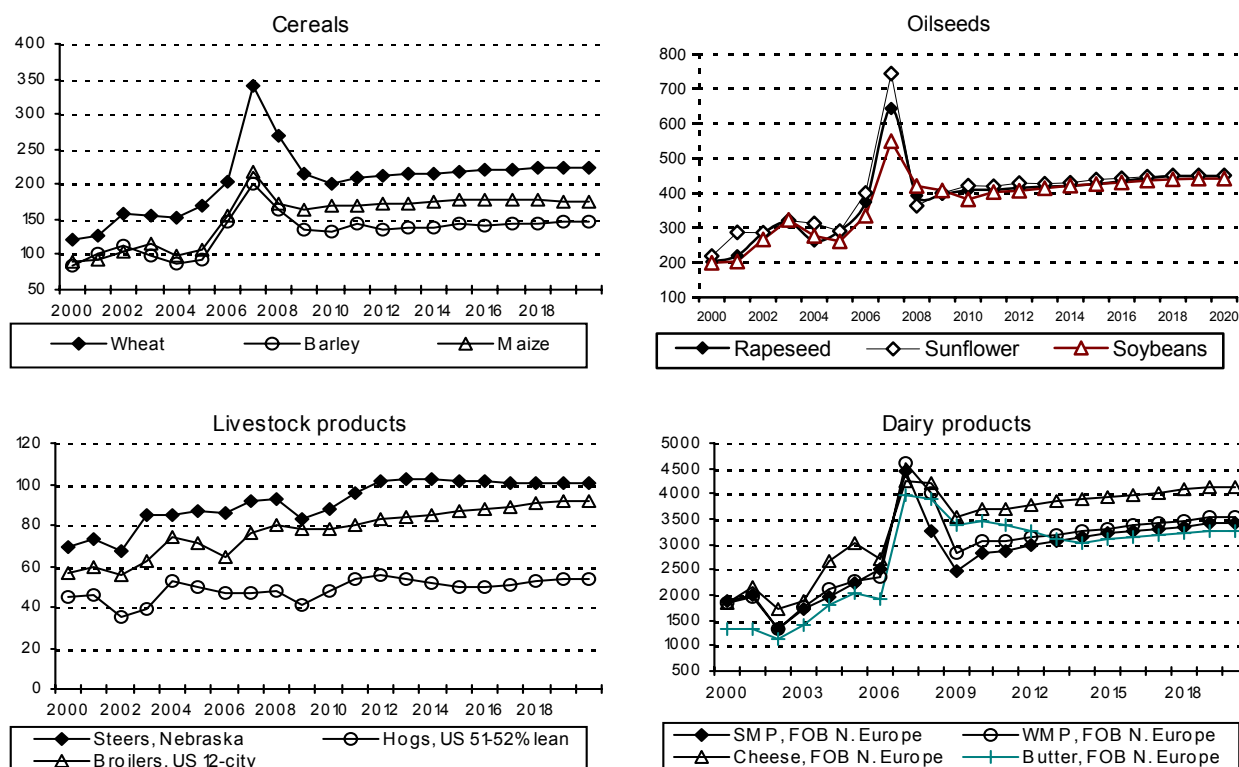 Cereals
400
350
300
250
200
150
100
50
2000 2002 2004 2006 2008 2010 2012 2014 2016 2018
Wheat Barley Maize
Oilseeds
800
700
600
500
400
300
200
100
2000 2002 2004 2006 2008 2010 2012 2014 2016 2018 2020
Rapeseed Sunflower Soybeans
Livestock products
120
100
80
60
40
20
0
2000 2002 2004 2006 2008 2010 2012 2014 2016 2018
Steers, Nebraska Hogs, US 51-52% lean
Broilers, US 12-city
Dairy products
5000
4500
4000
3500
3000
2500
2000
1500
1000
500
2000 2003 2006 2009 2012 2015 2018
SMP, FOB N. Europe WMP, FOB N. Europe
Cheese, FOB N. Europe Butter, FOB N. Europe